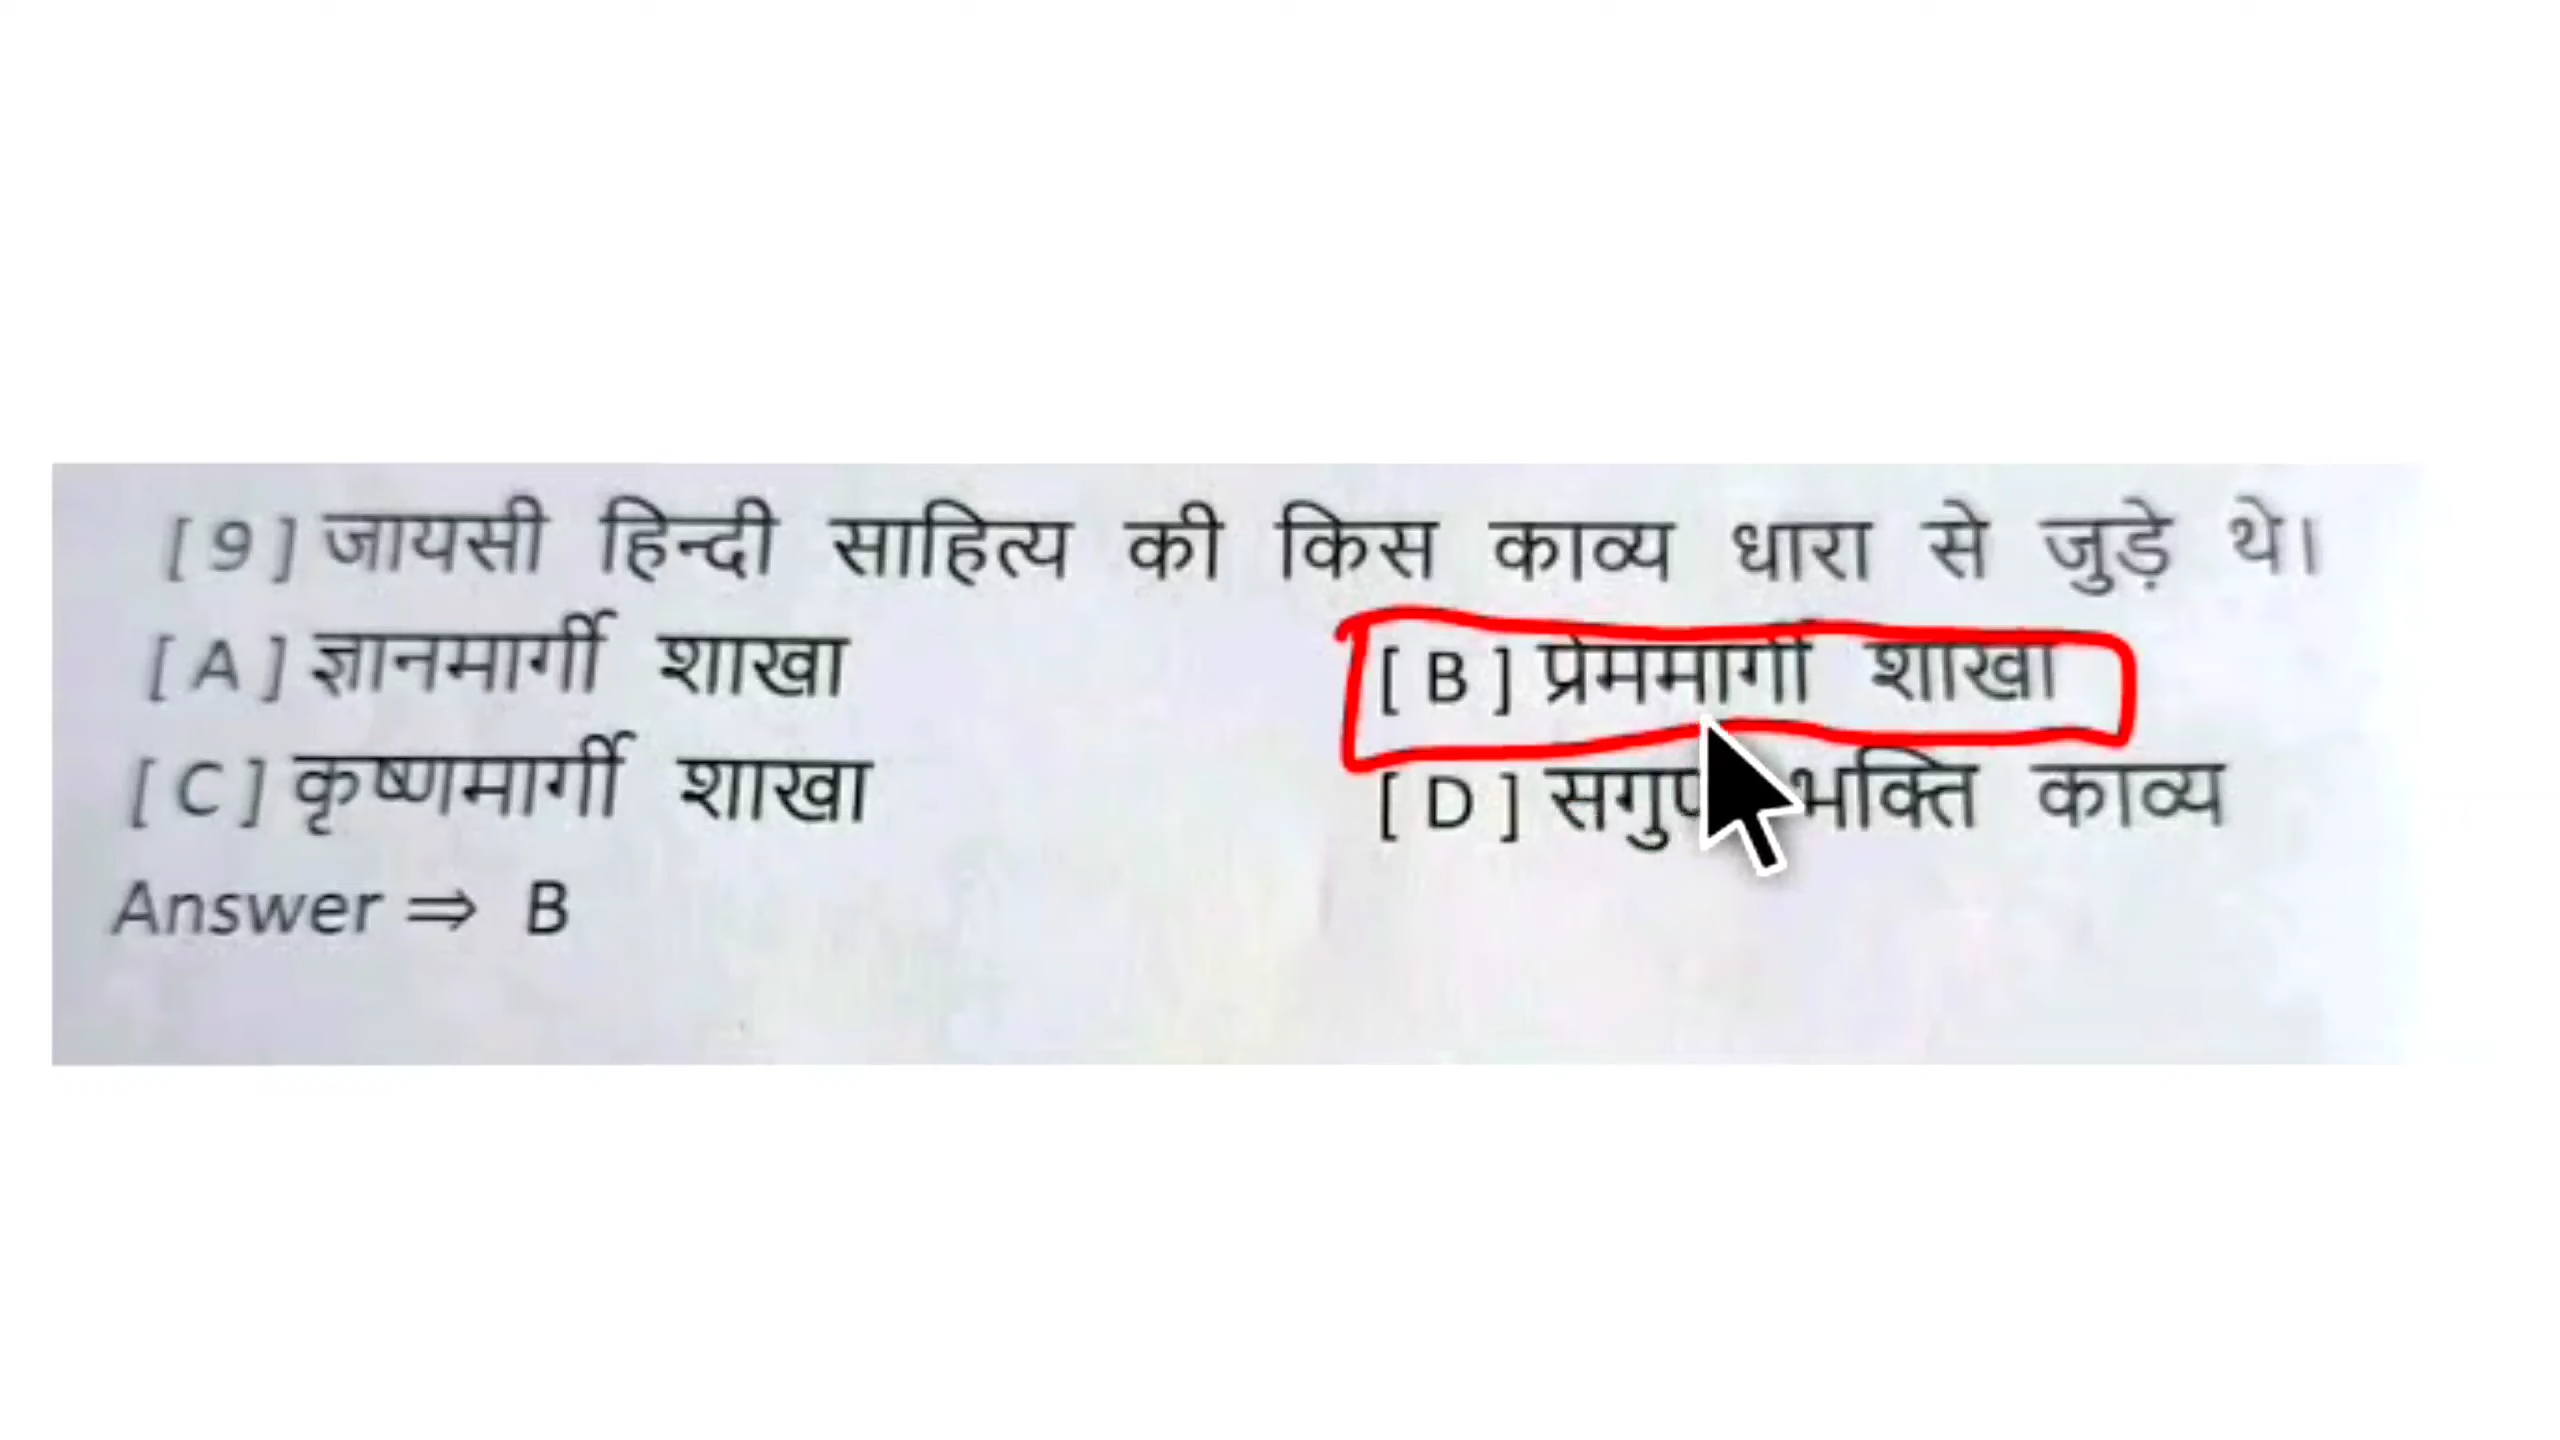 [ 9 ] जायसी हिन्दी साहित्य की किस काव्य धारा से जुड़े थे।
[ A ] ज्ञानमार्गी शाखा [ B ] प्रेममार्गी शाखा
[ C ] कृष्णमार्गी शाखा [ D ] भक्ति काव्य
Answer ⇒ B